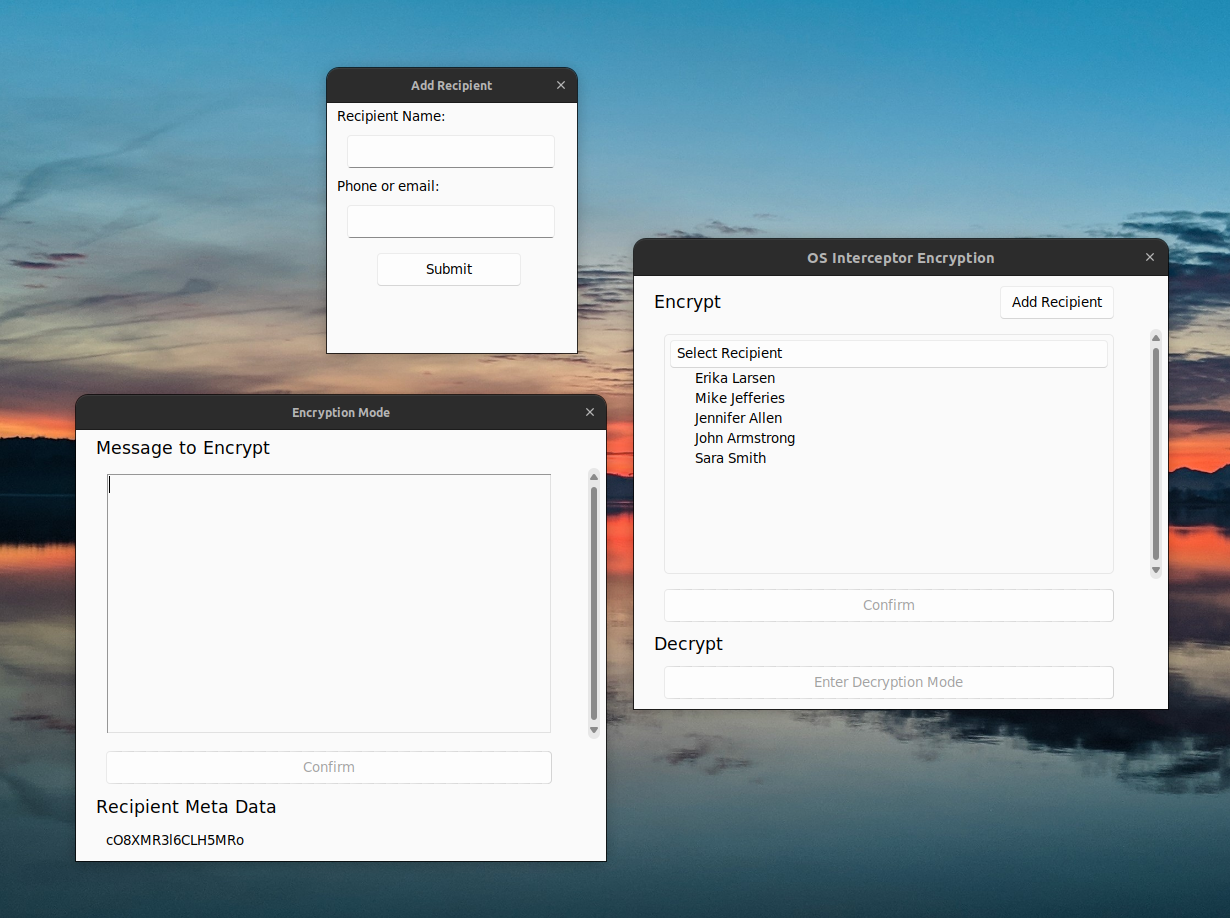 Add Recipient
Recipient Name:
Phone or email:
Submit
OS Interceptor Encryption
Encrypt
Add Recipient
Select Recipient
Erika Larsen
Mike Jefferies
Jennifer Allen
John Armstrong
Sara Smith
Confirm
Decrypt
Enter Decryption Mode
Encryption Mode
Message to Encrypt
Confirm
Recipient Meta Data
cO8XMR3l6CLH5MRo